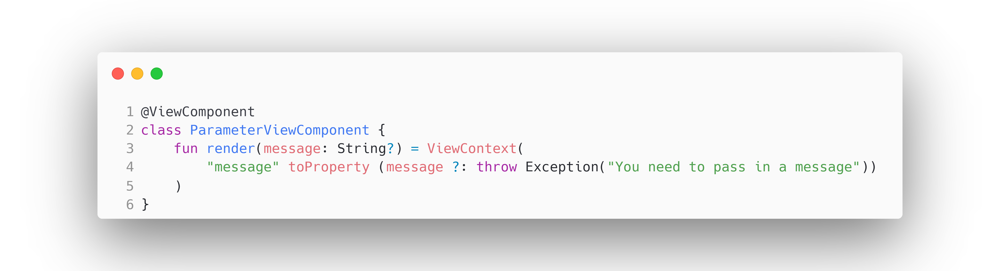 1 @ViewComponent
2 class ParameterViewComponent {
3     fun render(message: String?) = ViewContext(
4         "message" toProperty (message ?: throw Exception("You need to pass in a message"))
5     )
6 }